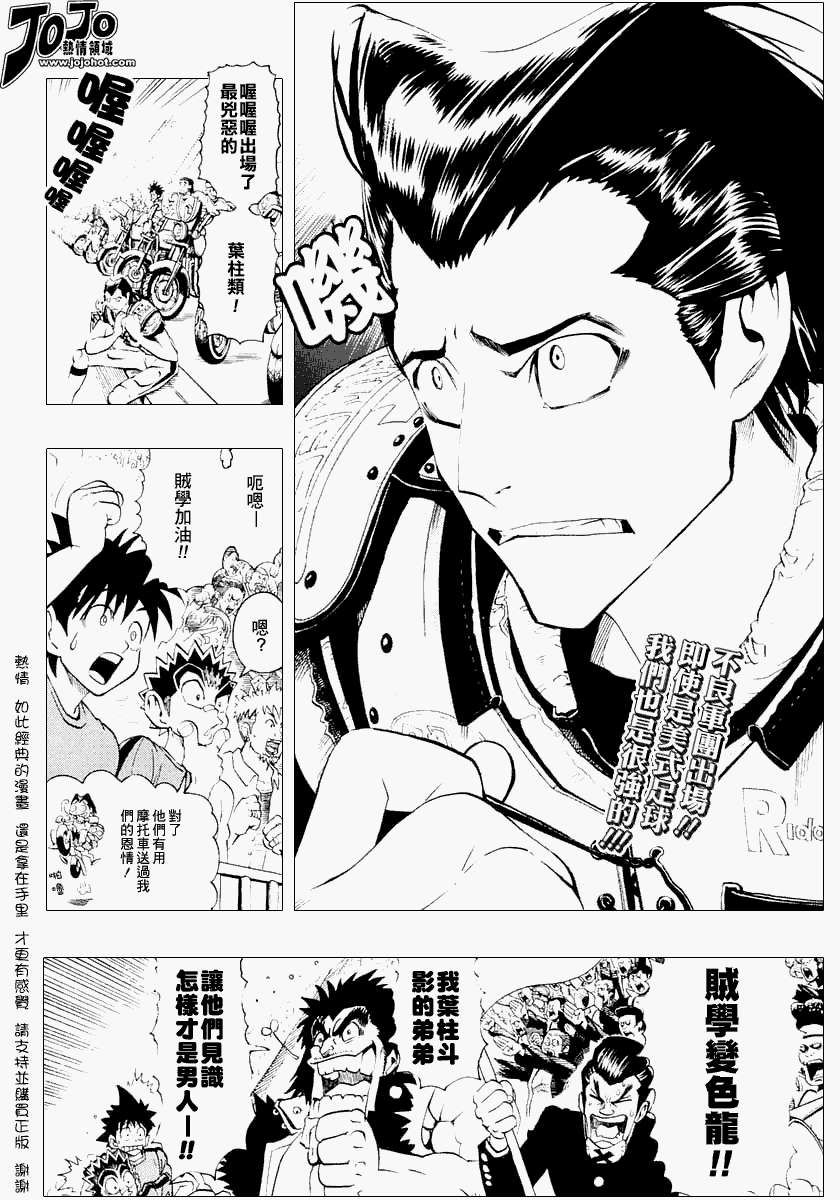 JOJO
熱情領域
www.jojohot.com
嘰
不良軍團出場!!
即使是美式足球
我們也是很強的!!!
Rido
喔喔喔出場了
最兇惡的
葉柱類!
喔
喔
喔
喔
呃嗯—
賊學加油!!
嗯?
對了
他們有用
摩托車送過我
們的恩情!
啪
嚕
賊學變色龍!!
我葉柱斗
影的弟弟
讓他們見識
怎樣才是男人—!!
熱情 如此經典的漫畫 還是拿在手里 才更有感覺 請支持並購買正版 謝謝